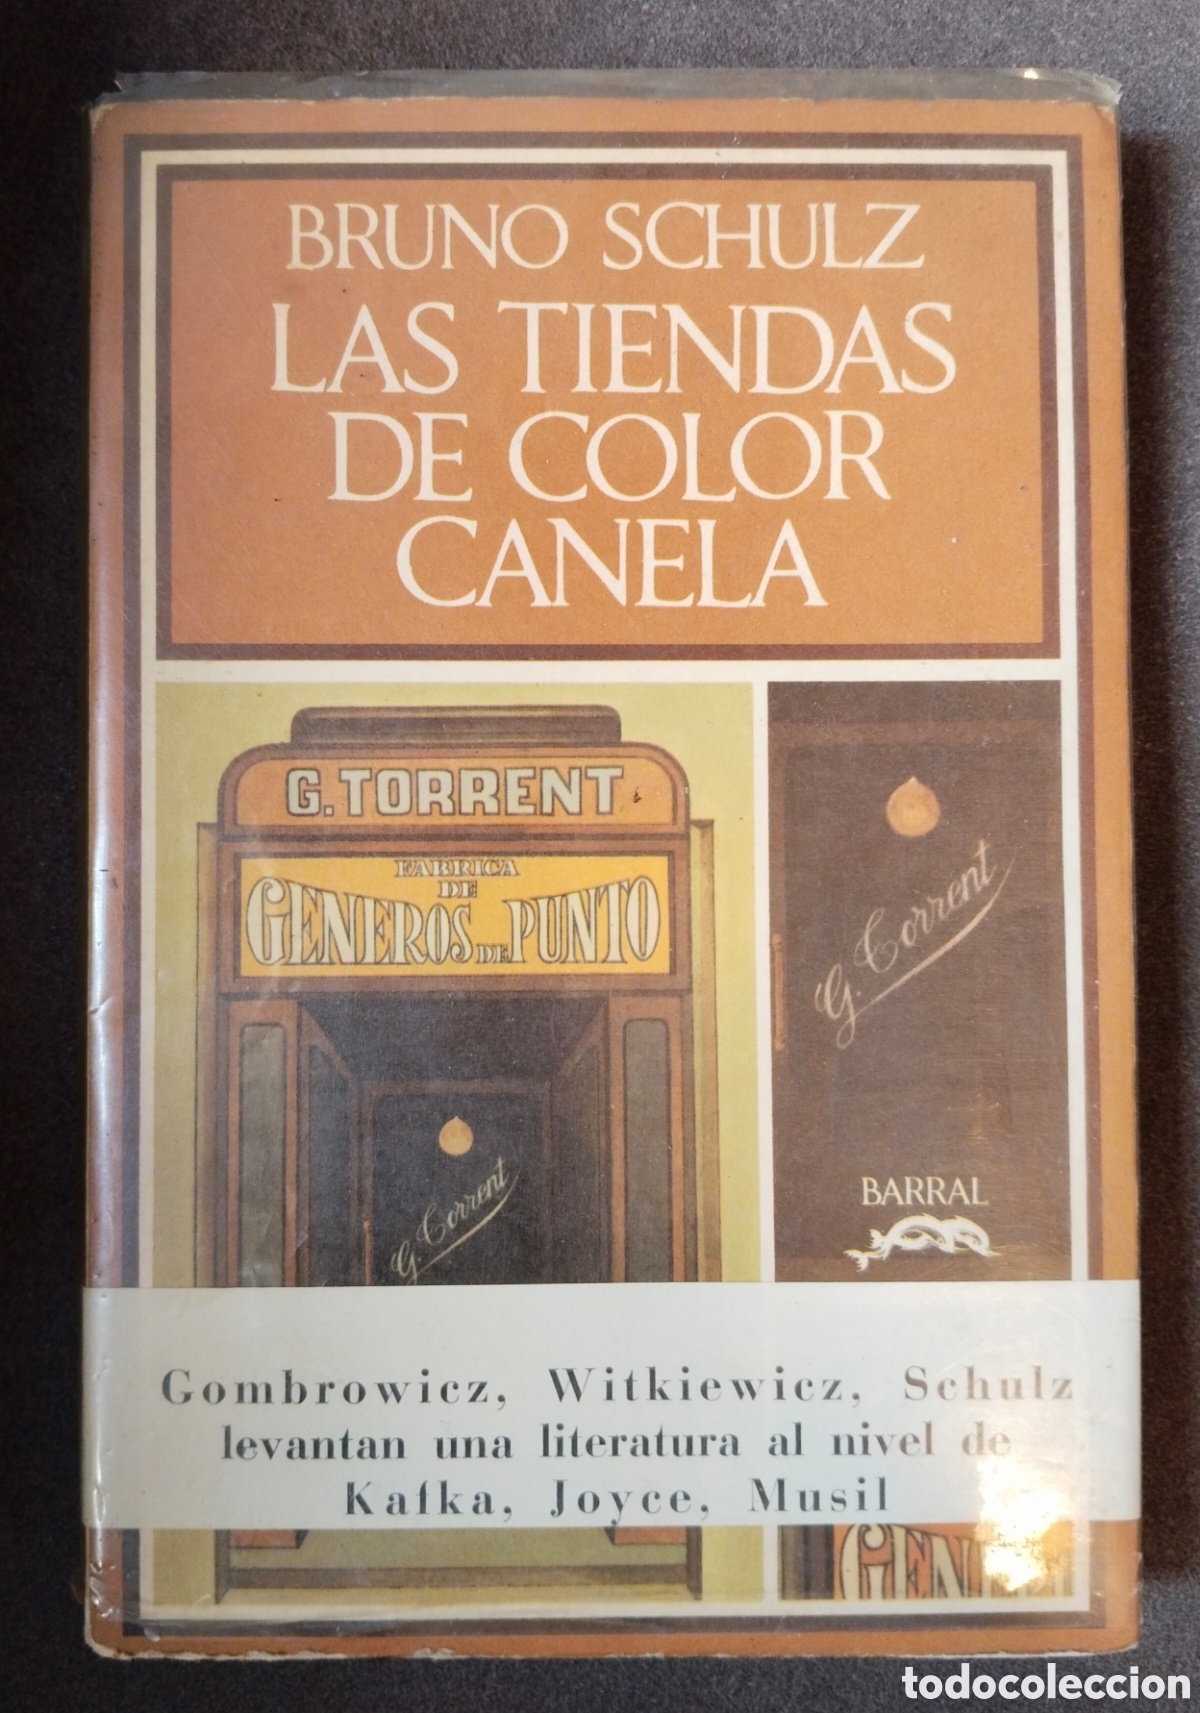 BRUNO SCHULZ
LAS TIENDAS
DE COLOR
CANELA
G. TORRENT
FABRICA
DE
GENEROS DE PUNTO
G. Torrent
G. Torrent
BARRAL
Gombrowicz, Witkiewicz, Schulz
levantan una literatura al nivel de
Kafka, Joyce, Musil
GENE
todocoleccion